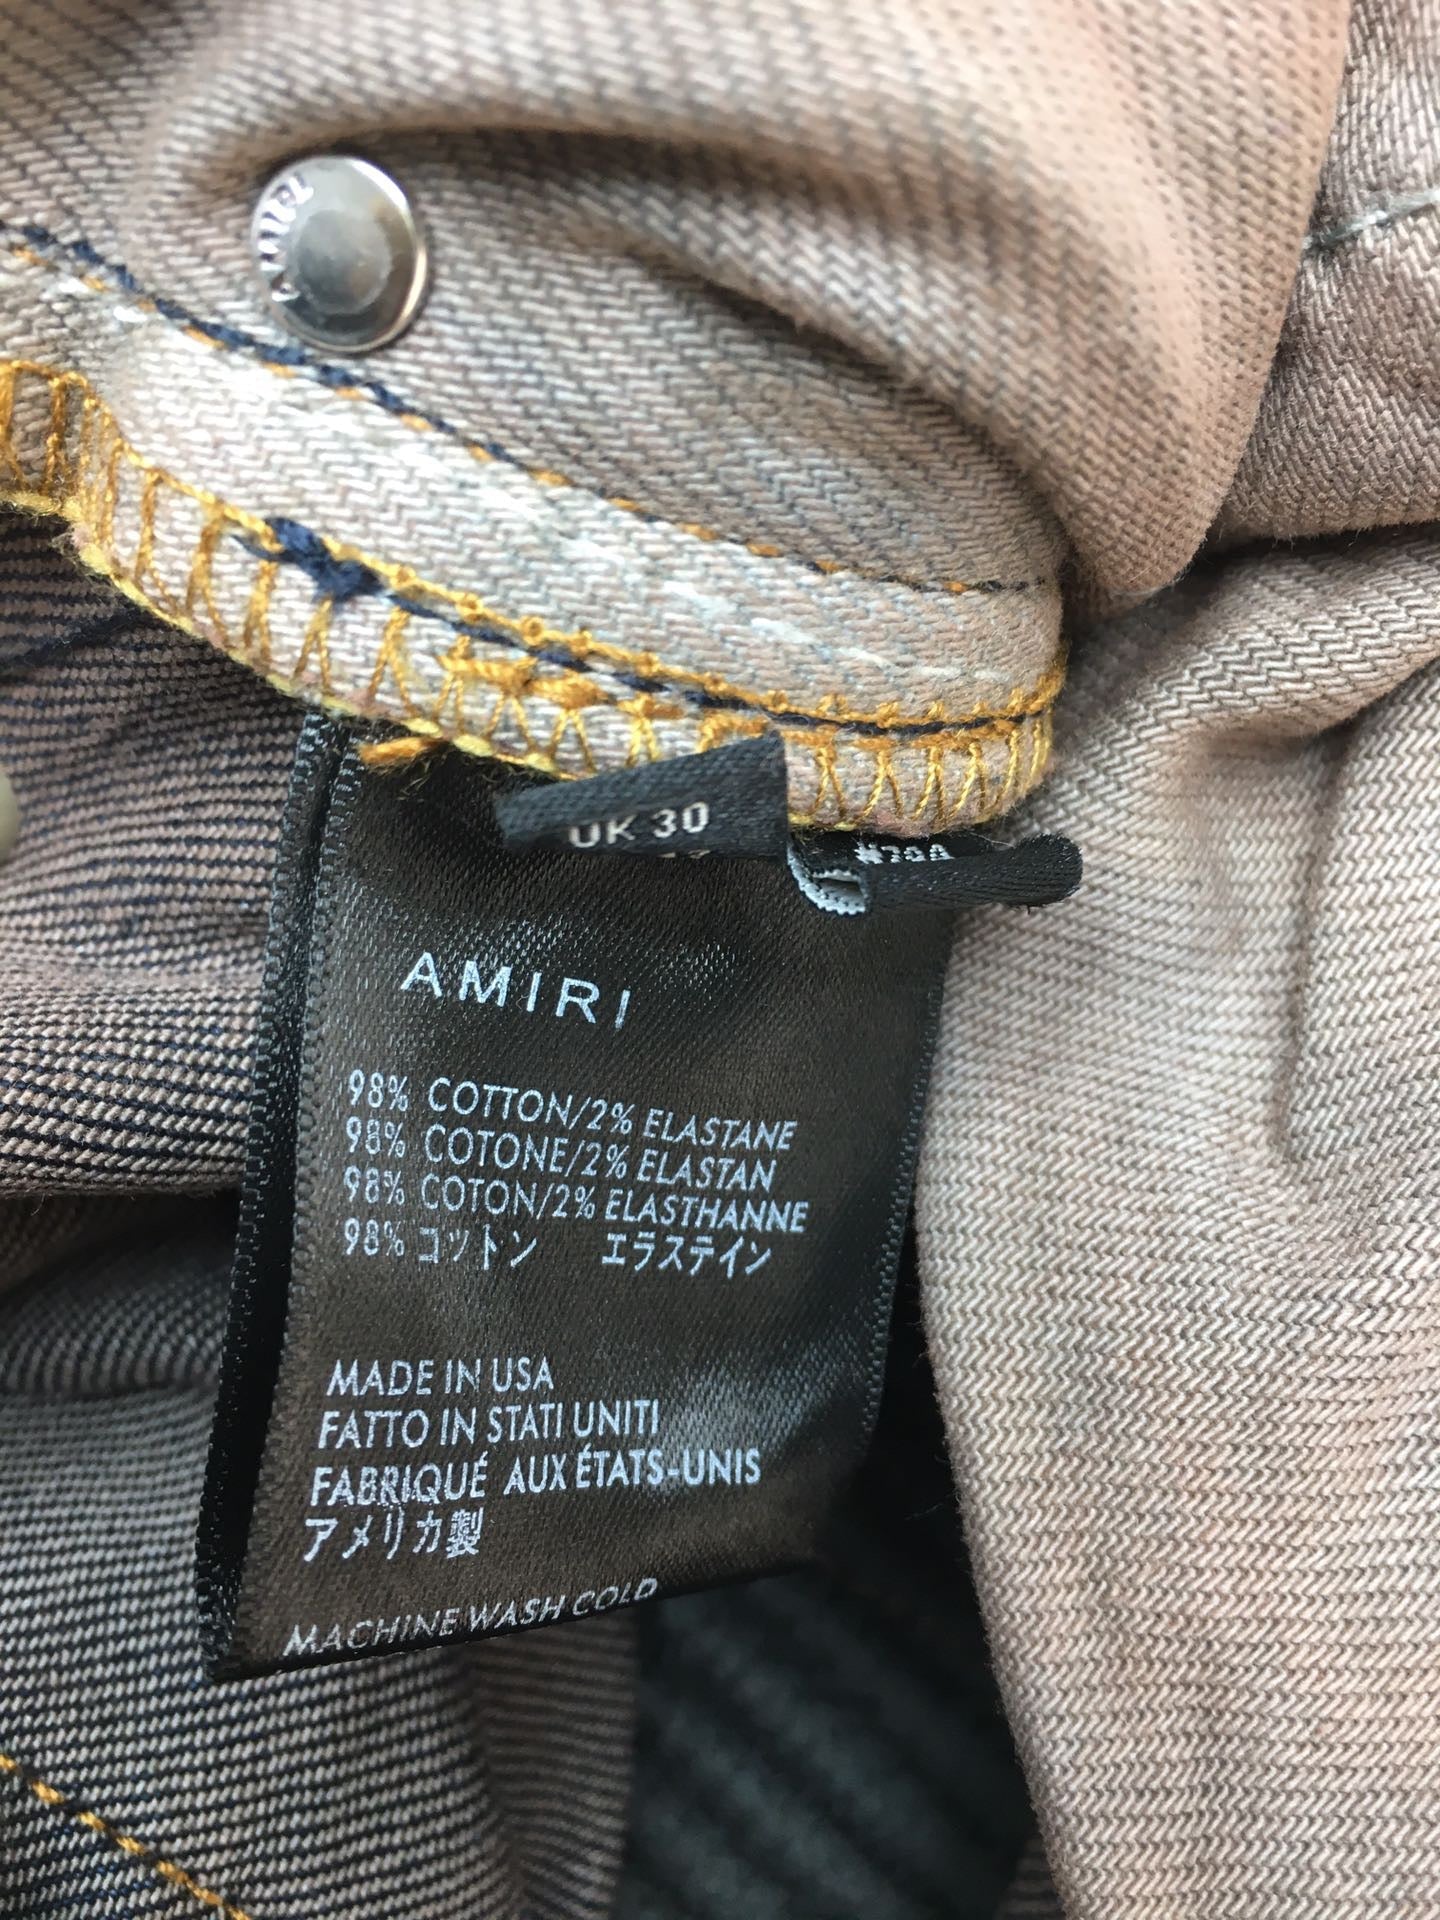 AMIRI
UK 30
AMIRI
98% COTTON/2% ELASTANE
98% COTONE/2% ELASTAN
98% COTON/2% ELASTHANNE
98% コットン エラステイン
MADE IN USA
FATTO IN STATI UNITI
FABRIQUÉ AUX ÉTATS-UNIS
アメリカ製
MACHINE WASH COLD